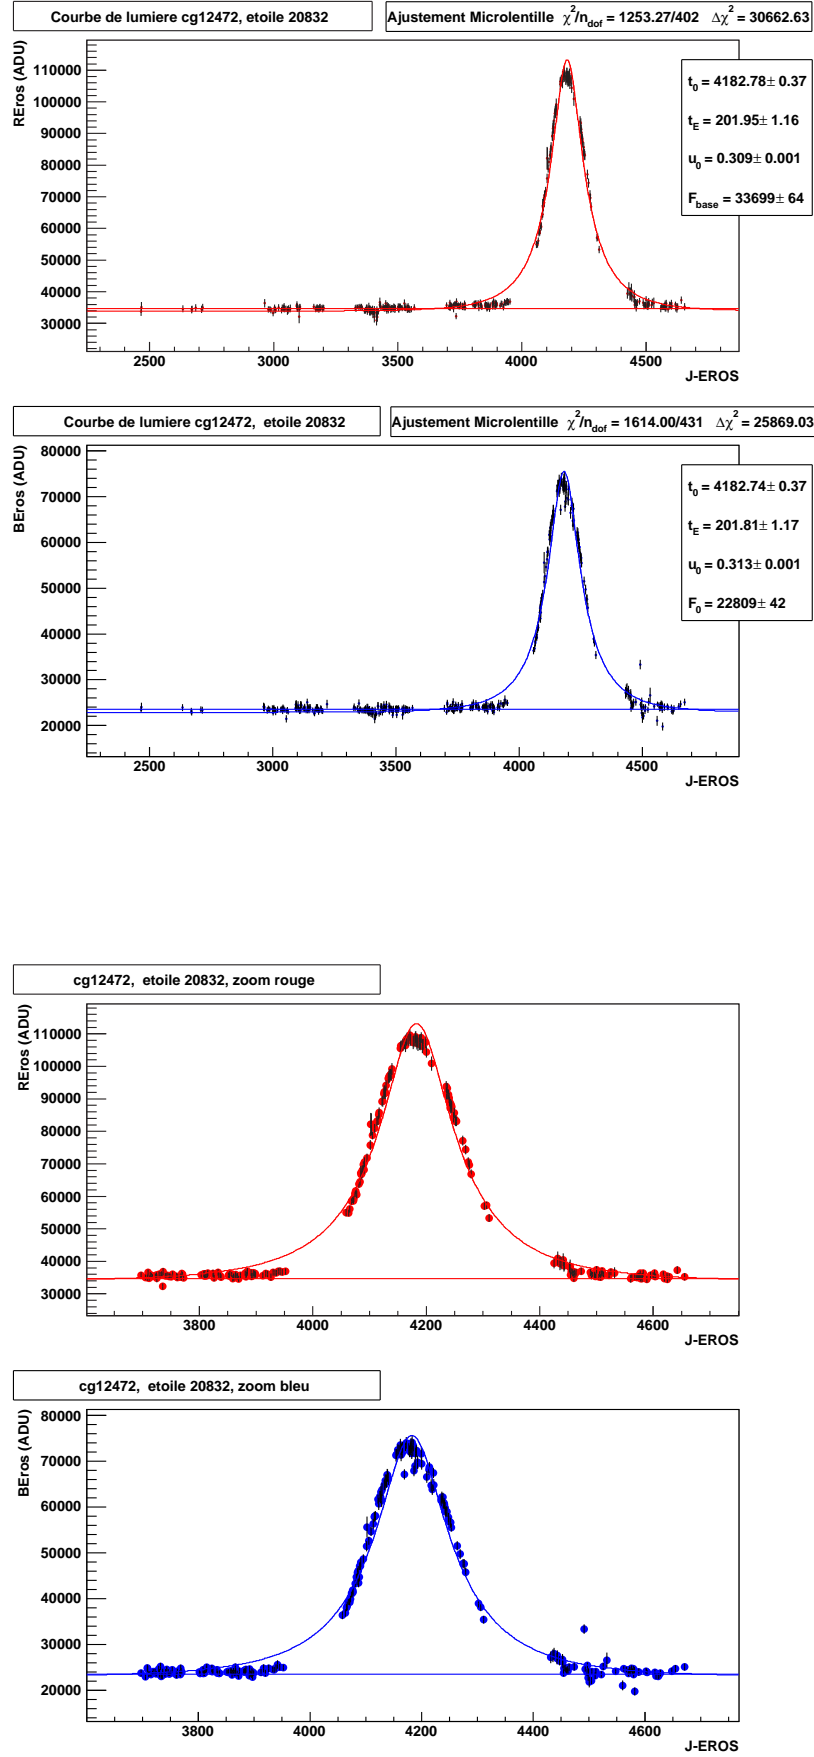 Courbe de lumiere cg12472, etoile 20832
Ajustement Microlentille χ²/n_dof = 1253.27/402 Δχ² = 30662.63
REros (ADU)
110000
100000
90000
80000
70000
60000
50000
40000
30000
t_0 = 4182.78± 0.37
t_E = 201.95± 1.16
u_0 = 0.309± 0.001
F_base = 33699± 64
2500 3000 3500 4000 4500
J-EROS
Courbe de lumiere cg12472, etoile 20832
Ajustement Microlentille χ²/n_dof = 1614.00/431 Δχ² = 25869.03
BEros (ADU)
80000
70000
60000
50000
40000
30000
20000
t_0 = 4182.74± 0.37
t_E = 201.81± 1.17
u_0 = 0.313± 0.001
F_0 = 22809± 42
2500 3000 3500 4000 4500
J-EROS
cg12472, etoile 20832, zoom rouge
REros (ADU)
110000
100000
90000
80000
70000
60000
50000
40000
30000
3800 4000 4200 4400 4600
J-EROS
cg12472, etoile 20832, zoom bleu
BEros (ADU)
80000
70000
60000
50000
40000
30000
20000
3800 4000 4200 4400 4600
J-EROS